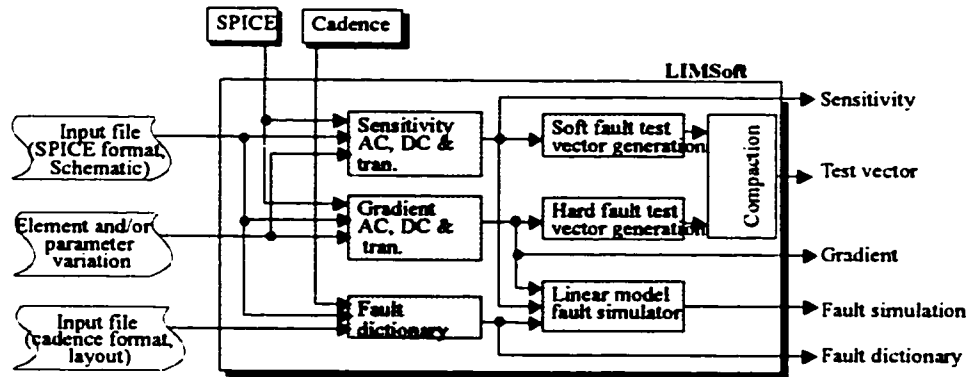 SPICE
Cadence
LIMSoft
Input file
(SPICE format,
Schematic)
Element and/or
parameter
variation
Input file
(cadence format,
layout)
Sensitivity
AC, DC &
tran.
Gradient
AC, DC &
tran.
Fault
dictionary
Soft fault test
vector generation
Hard fault test
vector generation
Linear model
fault simulator
Compaction
Sensitivity
Test vector
Gradient
Fault simulation
Fault dictionary